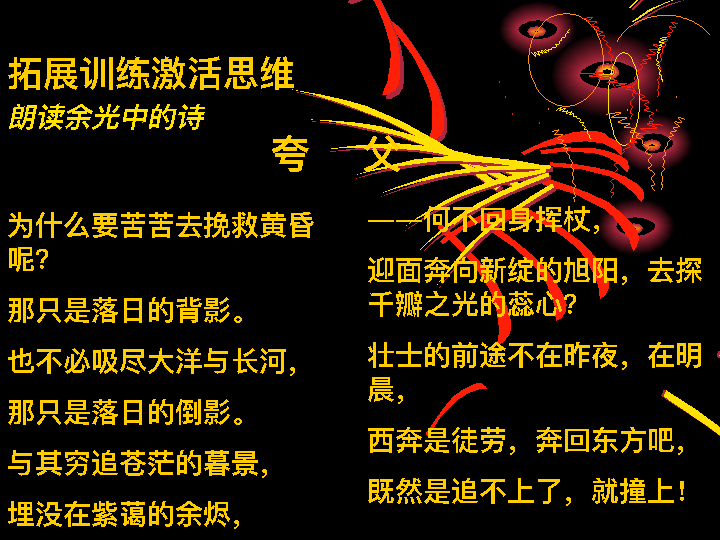 拓展训练激活思维
朗读余光中的诗
夸 父
为什么要苦苦去挽救黄昏
呢?
那只是落日的背影。
也不必吸尽大洋与长河,
那只是落日的倒影。
与其穷追苍茫的暮景,
埋没在紫蔼的余烬,
——何不回身挥杖,
迎面奔向新绽的旭阳，去探
千瓣之光的蕊心?
壮士的前途不在昨夜，在明
晨,
西奔是徒劳，奔回东方吧,
既然是追不上了，就撞上!